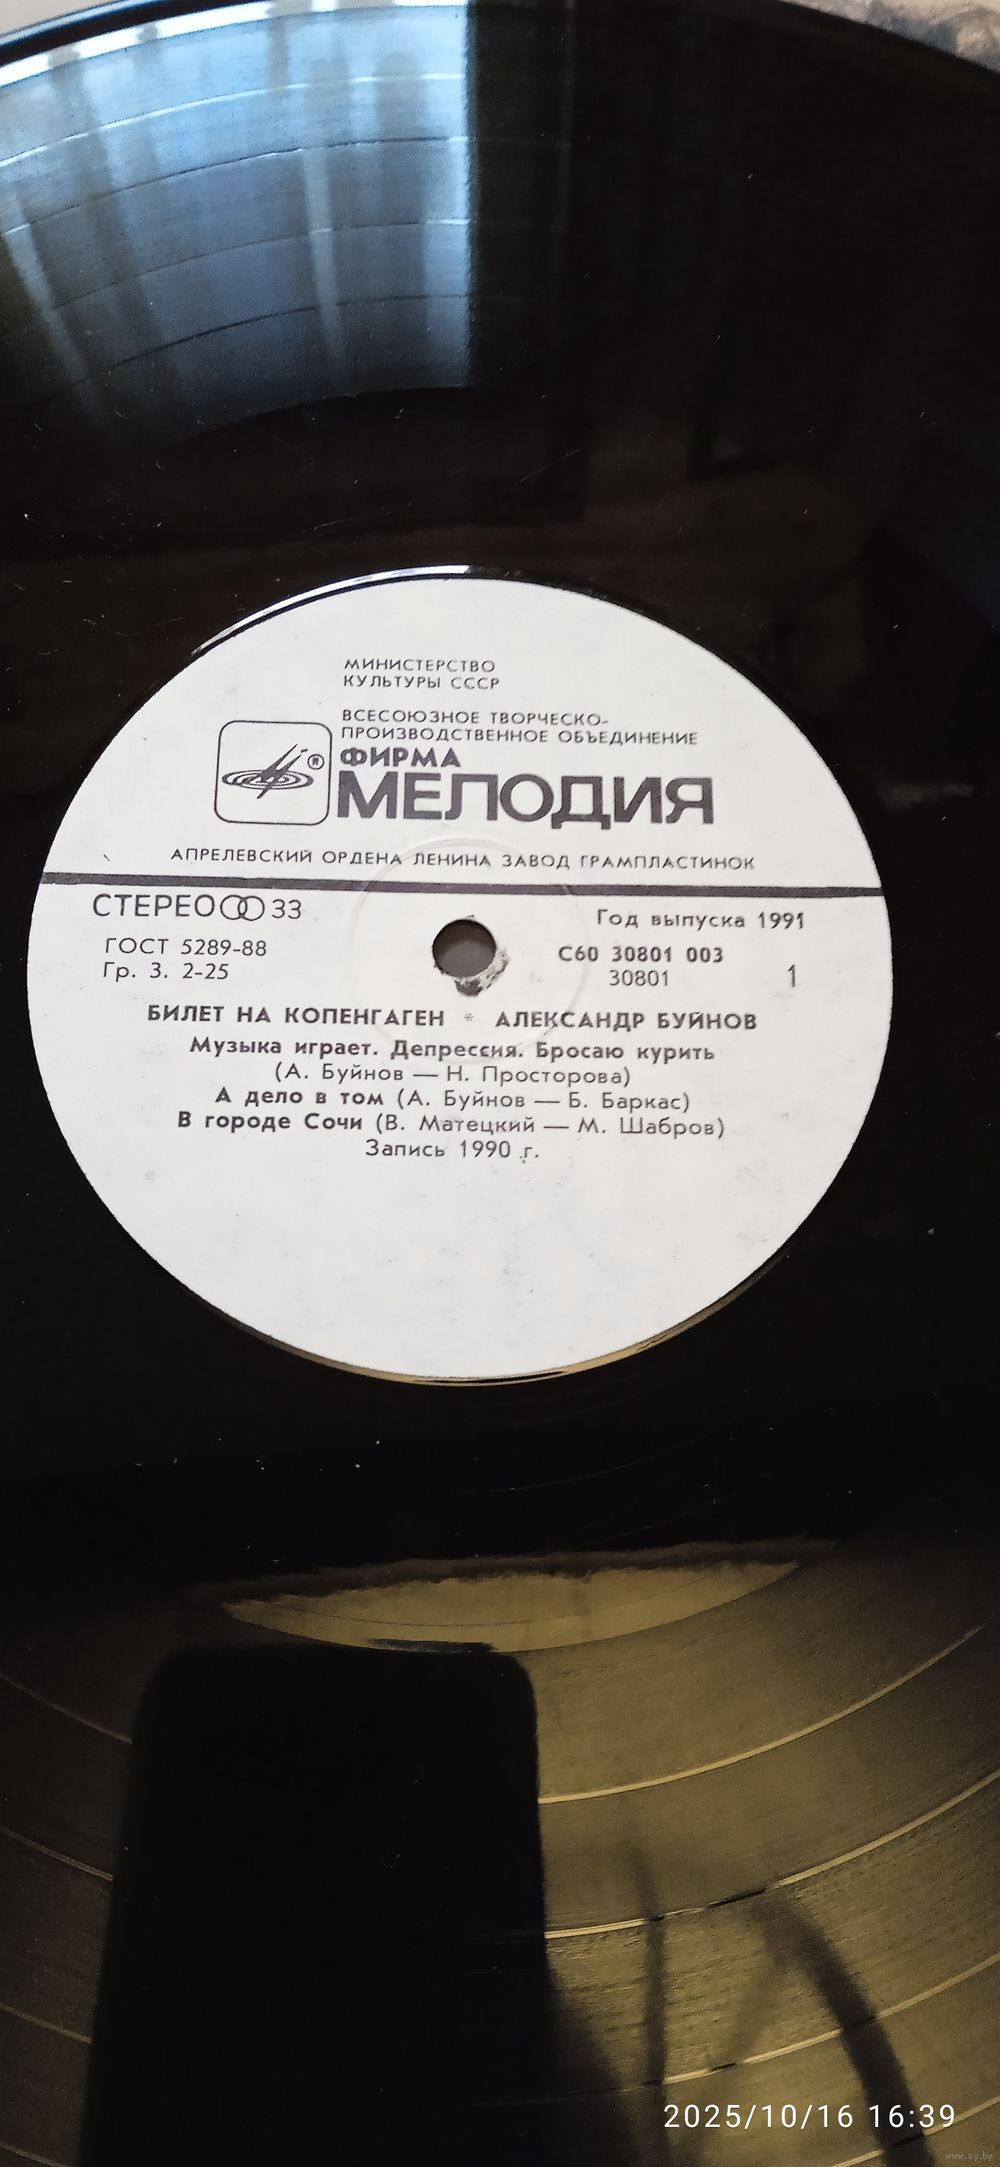 МИНИСТЕРСТВО
КУЛЬТУРЫ СССР
ВСЕСОЮЗНОЕ ТВОРЧЕСКО-
ПРОИЗВОДСТВЕННОЕ ОБЪЕДИНЕНИЕ
ФИРМА
® МЕЛОДИЯ
АПРЕЛЕВСКИЙ ОРДЕНА ЛЕНИНА ЗАВОД ГРАМПЛАСТИНОК
СТЕРЕО 33
Год выпуска 1991
ГОСТ 5289-88
С60 30801 003
Гр. 3. 2-25
30801
1
БИЛЕТ НА КОПЕНГАГЕН * АЛЕКСАНДР БУЙНОВ
Музыка играет. Депрессия. Бросаю курить
(А. Буйнов — Н. Просторова)
А дело в том (А. Буйнов — Б. Баркас)
В городе Сочи (В. Матецкий — М. Шабров)
Запись 1990 г.
2025/10/16 16:39
www.ay.by